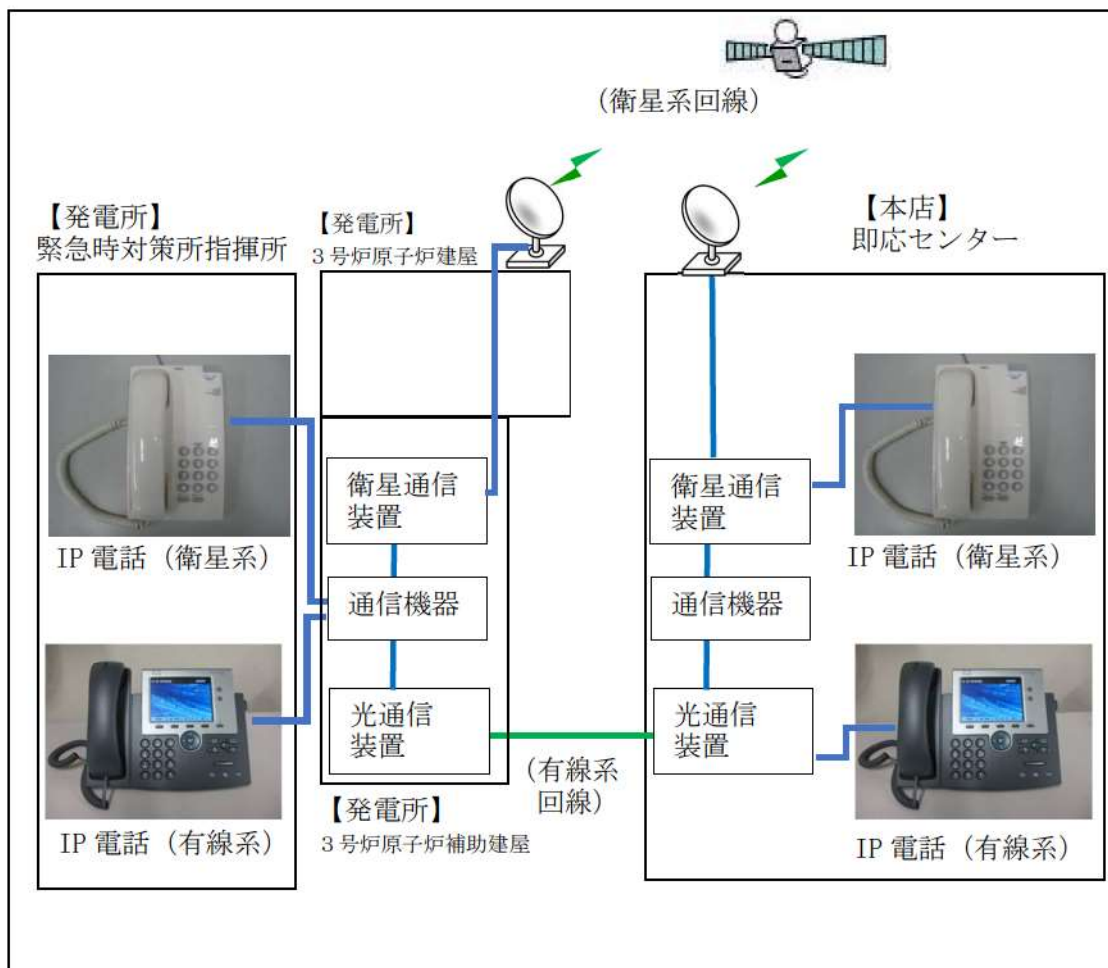 （衛星系回線）
【発電所】
緊急時対策所指揮所
【発電所】
３号炉原子炉建屋
【本店】
即応センター
衛星通信
装置
衛星通信
装置
IP 電話（衛星系）
IP 電話（衛星系）
通信機器
通信機器
光通信
装置
光通信
装置
（有線系
回線）
IP 電話（有線系）
【発電所】
３号炉原子炉補助建屋
IP 電話（有線系）